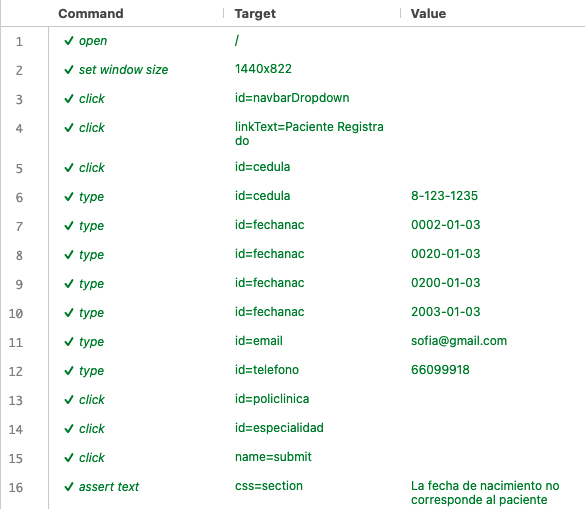 Command Target Value
1 ✓ open /
2 ✓ set window size 1440x822
3 ✓ click id=navbarDropdown
4 ✓ click linkText=Paciente Registra
do
5 ✓ click id=cedula
6 ✓ type id=cedula 8-123-1235
7 ✓ type id=fechanac 0002-01-03
8 ✓ type id=fechanac 0020-01-03
9 ✓ type id=fechanac 0200-01-03
10 ✓ type id=fechanac 2003-01-03
11 ✓ type id=email sofia@gmail.com
12 ✓ type id=telefono 66099918
13 ✓ click id=policlinica
14 ✓ click id=especialidad
15 ✓ click name=submit
16 ✓ assert text css=section La fecha de nacimiento no
corresponde al paciente